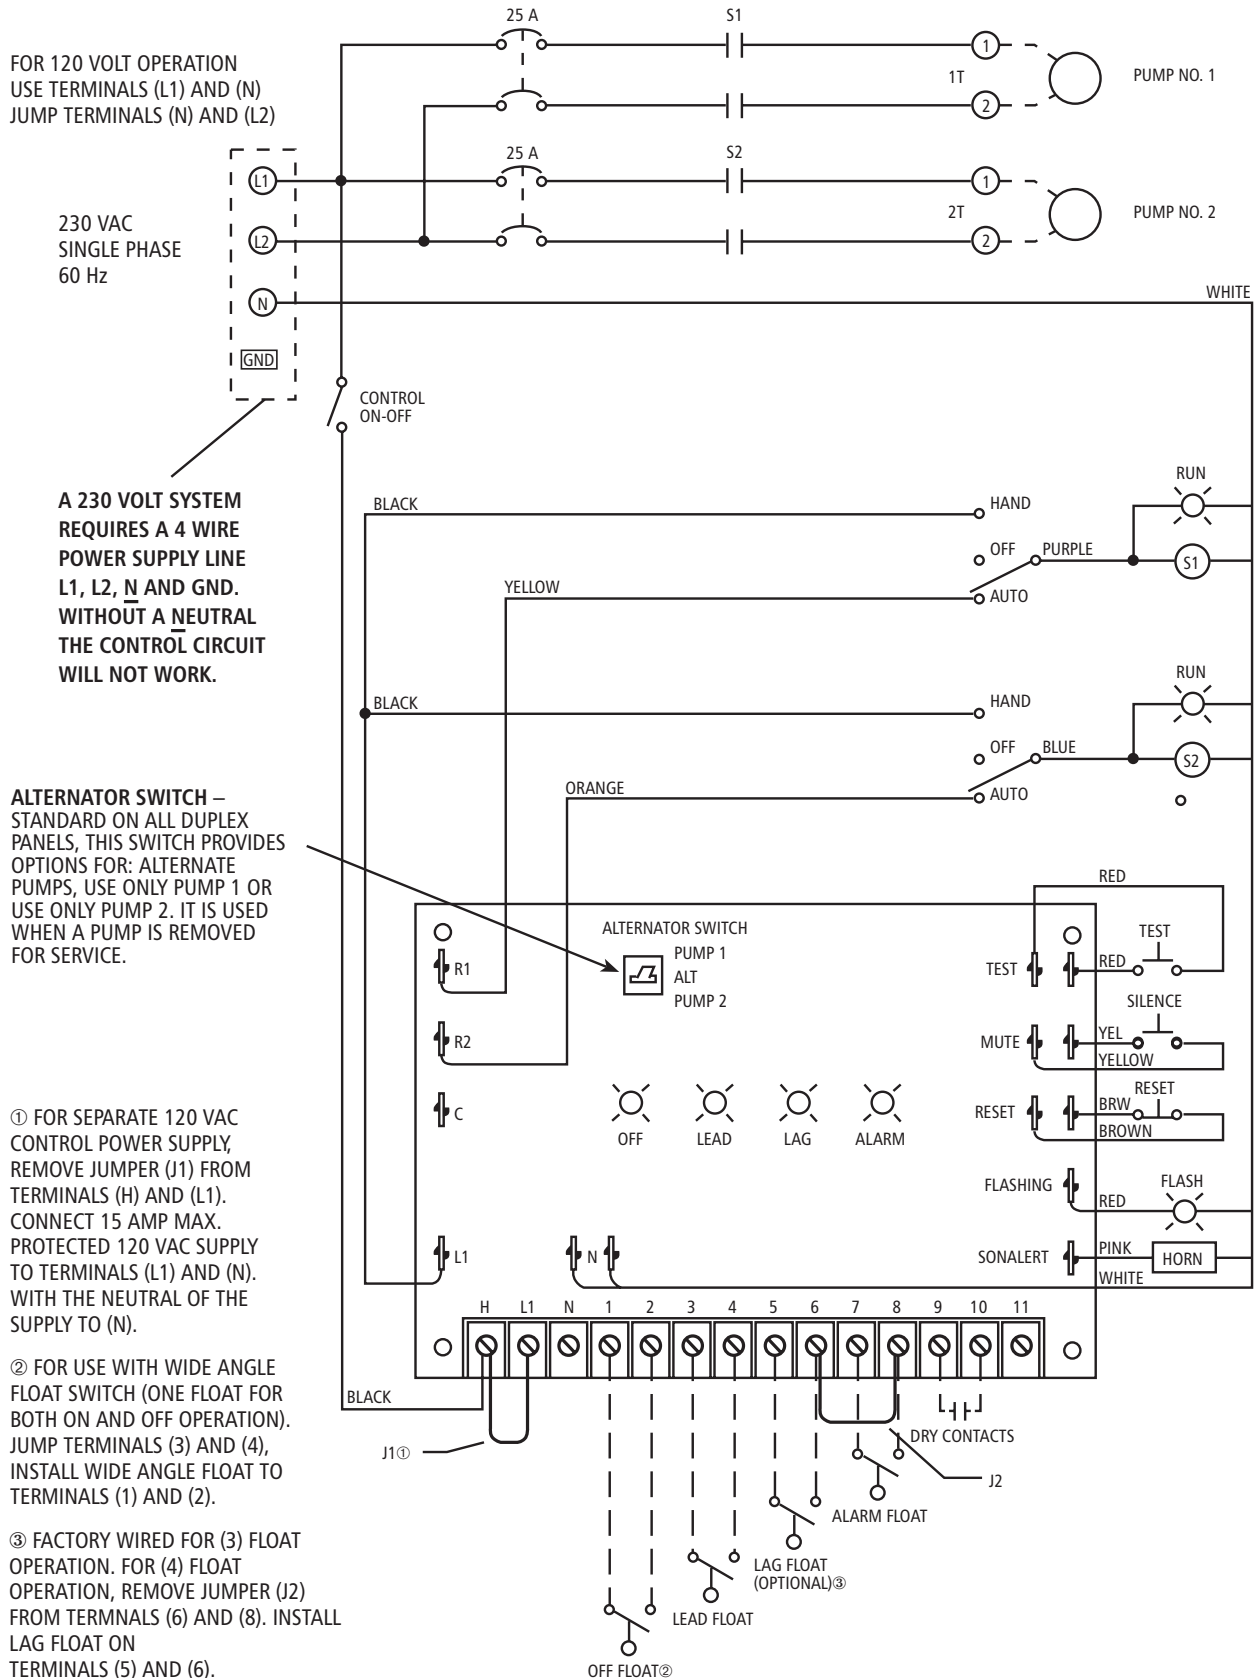 25 A
S1
FOR 120 VOLT OPERATION
USE TERMINALS (L1) AND (N)
JUMP TERMINALS (N) AND (L2)
1
1T
2
PUMP NO. 1
25 A
S2
L1
1
230 VAC
SINGLE PHASE
60 Hz
2T
PUMP NO. 2
L2
2
N
WHITE
GND
CONTROL
ON-OFF
A 230 VOLT SYSTEM
REQUIRES A 4 WIRE
POWER SUPPLY LINE
L1, L2, N AND GND.
WITHOUT A NEUTRAL
THE CONTROL CIRCUIT
WILL NOT WORK.
BLACK
HAND
RUN
OFF
PURPLE
S1
YELLOW
AUTO
BLACK
HAND
RUN
OFF
BLUE
S2
ORANGE
AUTO
ALTERNATOR SWITCH –
STANDARD ON ALL DUPLEX
PANELS, THIS SWITCH PROVIDES
OPTIONS FOR: ALTERNATE
PUMPS, USE ONLY PUMP 1 OR
USE ONLY PUMP 2. IT IS USED
WHEN A PUMP IS REMOVED
FOR SERVICE.
RED
ALTERNATOR SWITCH
PUMP 1
ALT
PUMP 2
R1
TEST
RED
TEST
SILENCE
R2
MUTE
YEL
YELLOW
RESET
C
RESET
BRW
BROWN
OFF
LEAD
LAG
ALARM
FLASHING
RED
FLASH
L1
N
SONALERT
PINK
HORN
WHITE
H L1 N 1 2 3 4 5 6 7 8 9 10 11
① FOR SEPARATE 120 VAC
CONTROL POWER SUPPLY,
REMOVE JUMPER (J1) FROM
TERMINALS (H) AND (L1).
CONNECT 15 AMP MAX.
PROTECTED 120 VAC SUPPLY
TO TERMINALS (L1) AND (N).
WITH THE NEUTRAL OF THE
SUPPLY TO (N).
② FOR USE WITH WIDE ANGLE
FLOAT SWITCH (ONE FLOAT FOR
BOTH ON AND OFF OPERATION).
JUMP TERMINALS (3) AND (4),
INSTALL WIDE ANGLE FLOAT TO
TERMINALS (1) AND (2).
③ FACTORY WIRED FOR (3) FLOAT
OPERATION. FOR (4) FLOAT
OPERATION, REMOVE JUMPER (J2)
FROM TERMNALS (6) AND (8). INSTALL
LAG FLOAT ON
TERMINALS (5) AND (6).
BLACK
J1①
DRY CONTACTS
J2
ALARM FLOAT
LAG FLOAT
(OPTIONAL)③
LEAD FLOAT
OFF FLOAT②